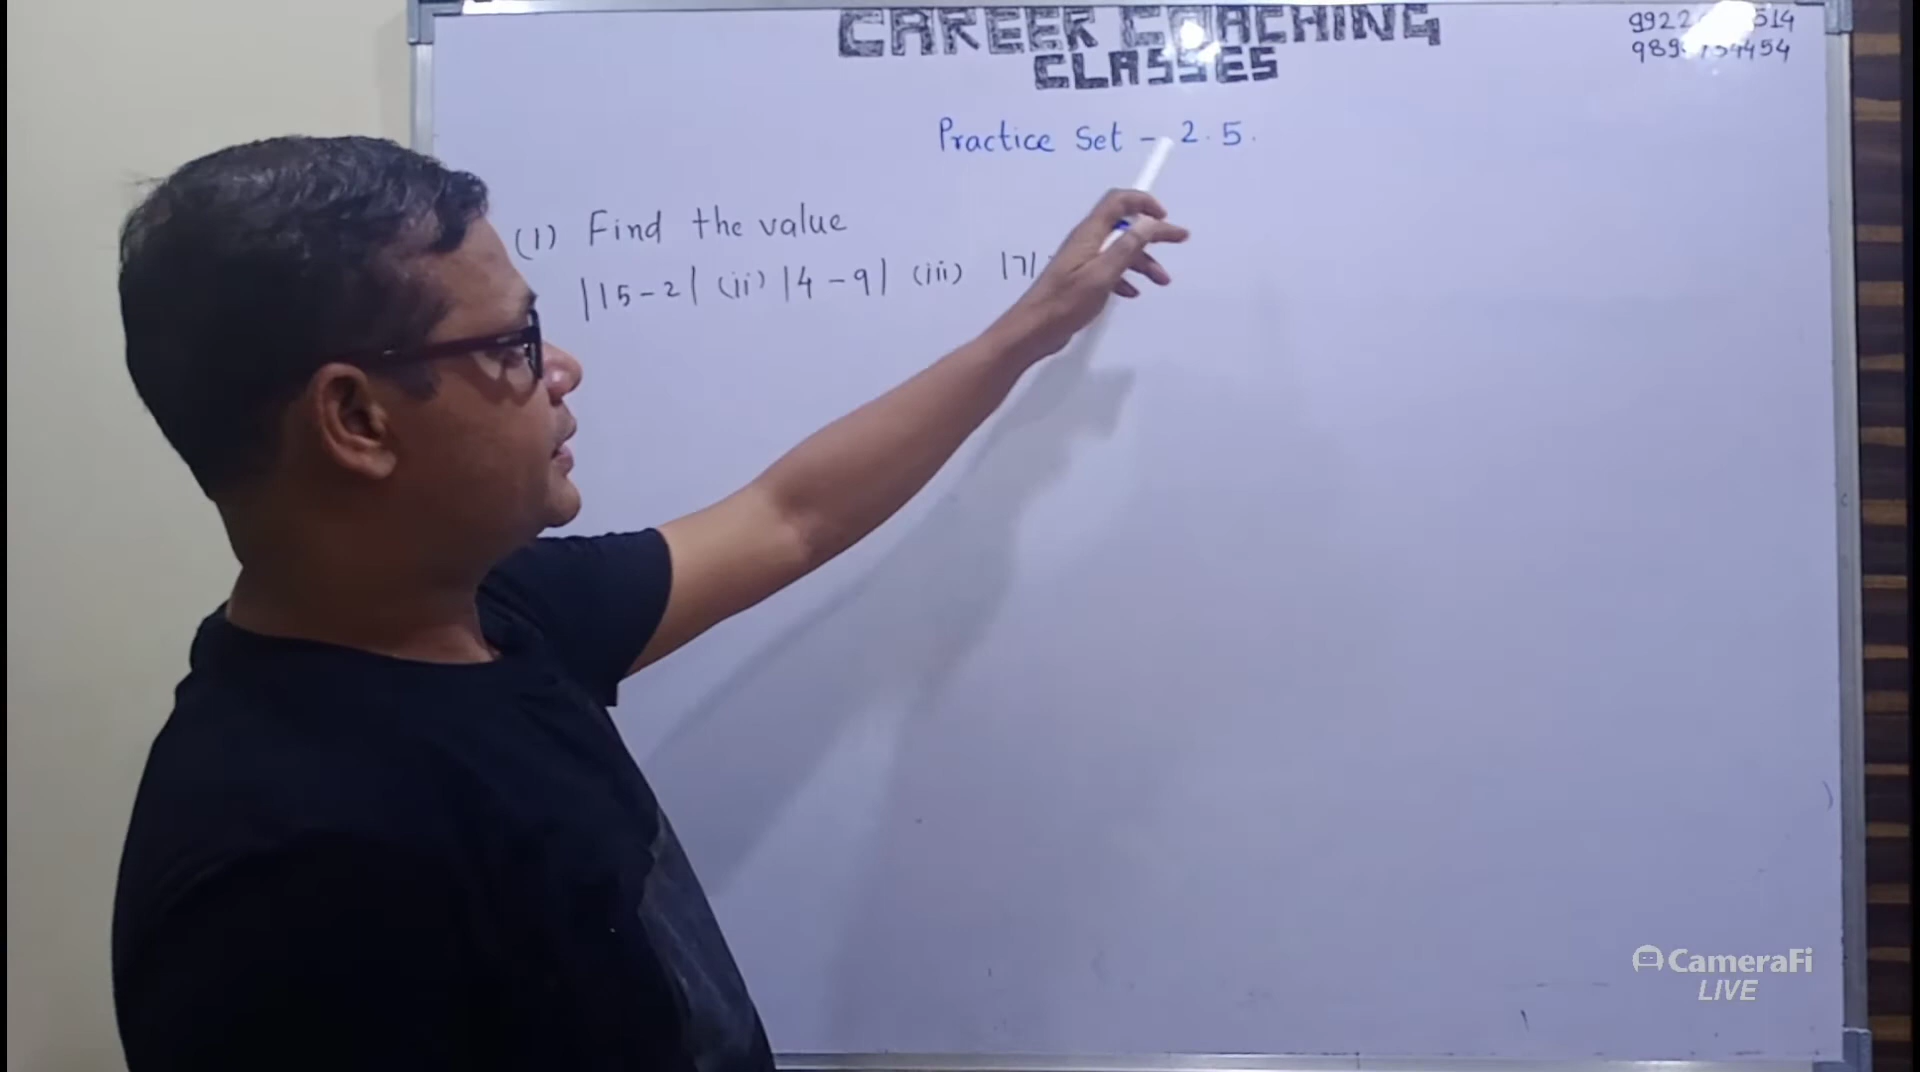 CAREER COACHING
CLASSES
Practice Set - 2.5.
(1) Find the value
|15-2| (ii) |4-9| (iii) |7|
CameraFi
LIVE